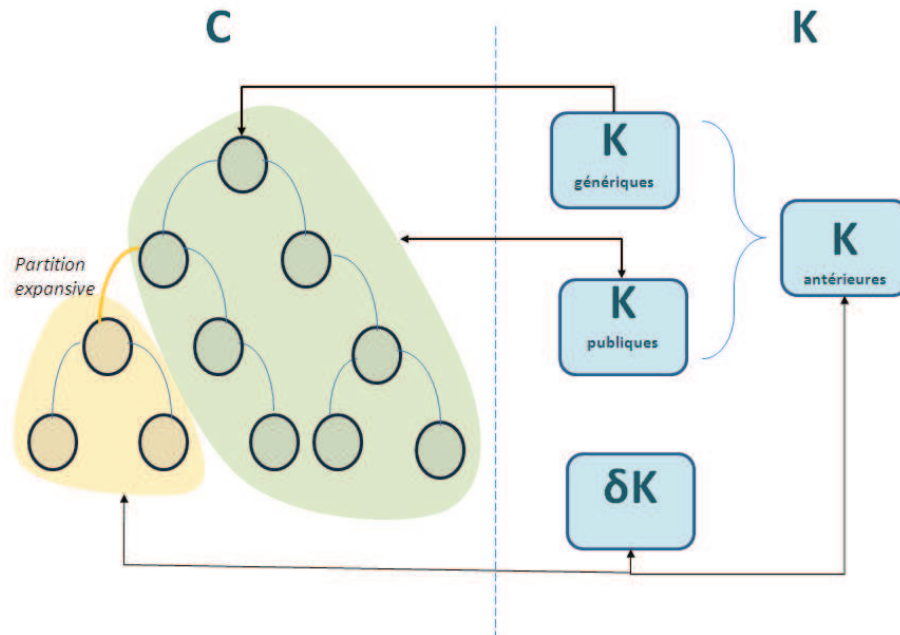 C
K
K
génériques
Partition
expansive
K
publiques
K
antérieures
δK